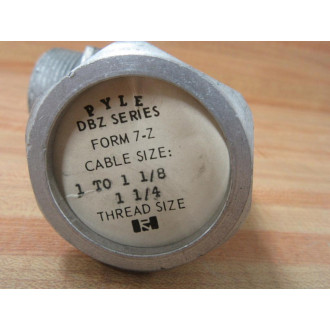 PYLE
DBZ SERIES
FORM 7-Z
CABLE SIZE:
1 TO 1 1/8
1 1/4
THREAD SIZE